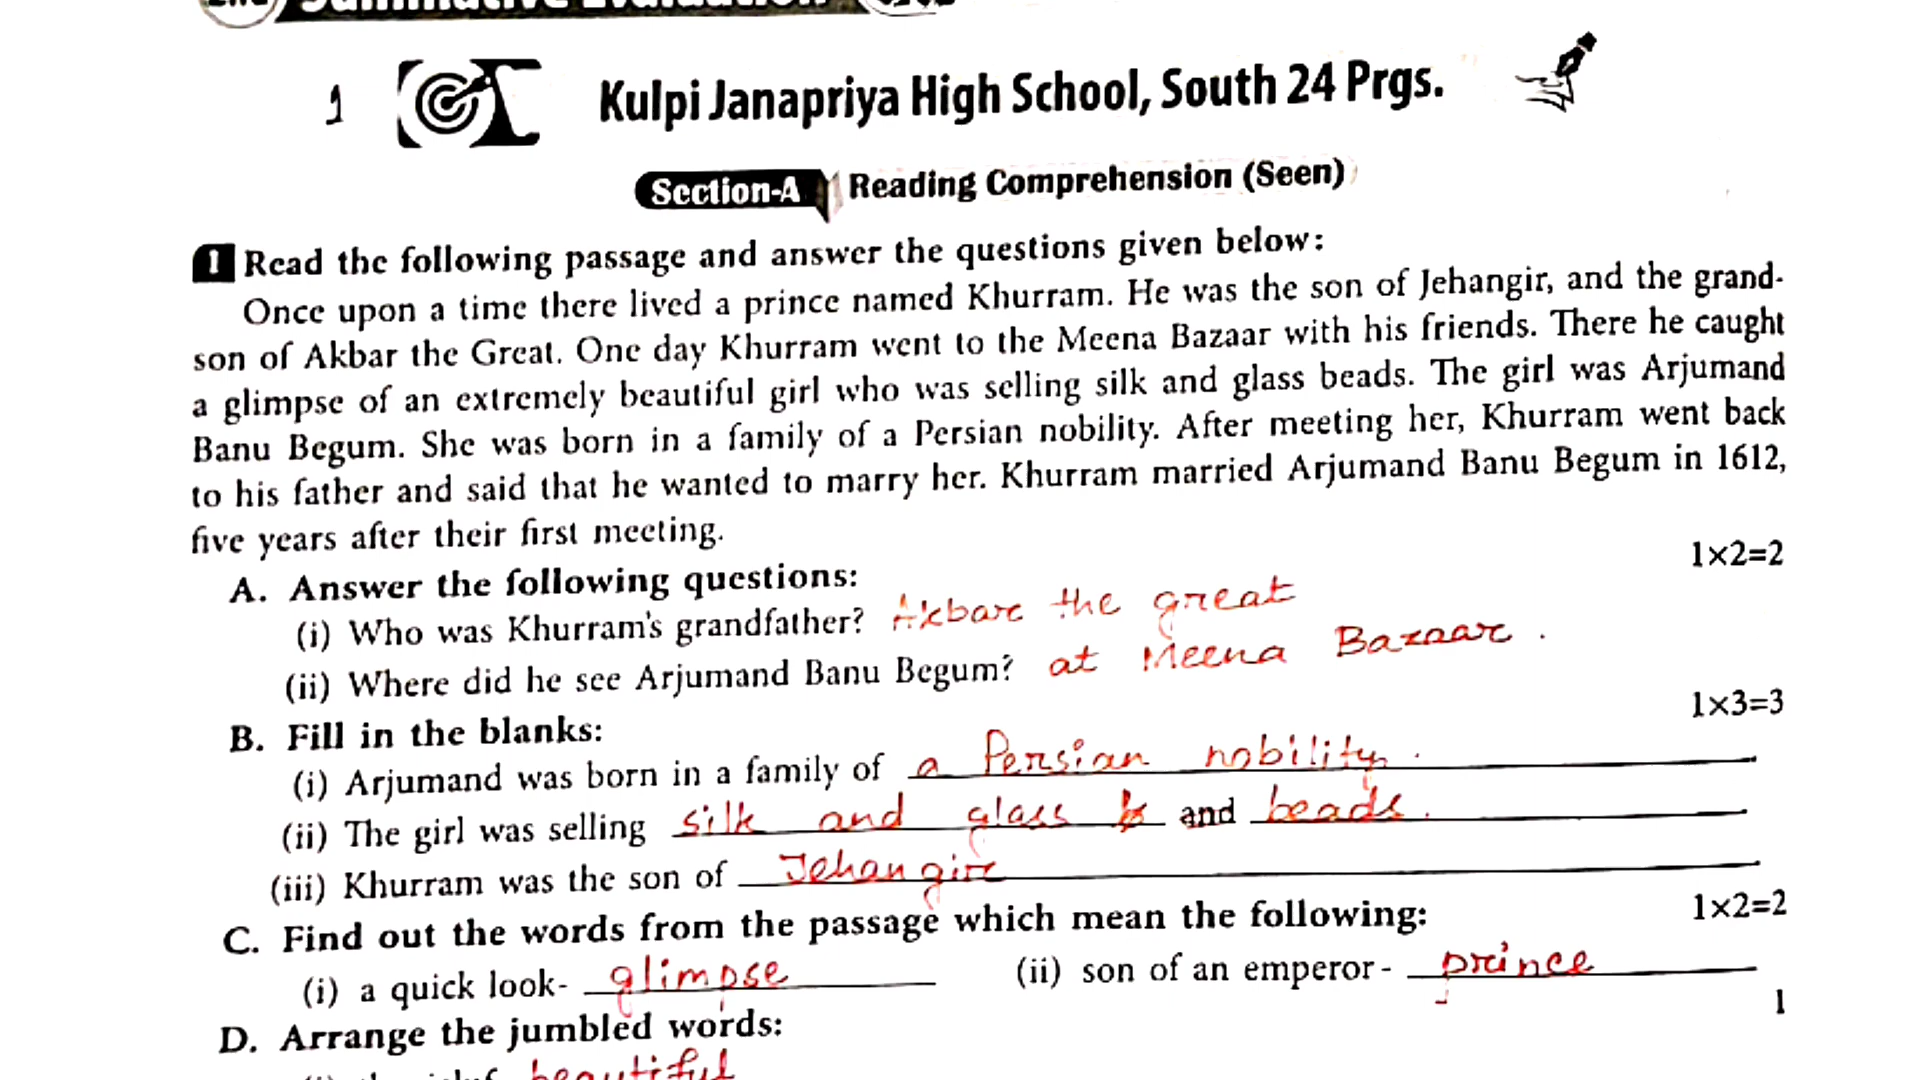 Summative Evaluation
1 Kulpi Janapriya High School, South 24 Prgs.
Section-A Reading Comprehension (Seen)
1 Read the following passage and answer the questions given below:
Once upon a time there lived a prince named Khurram. He was the son of Jehangir, and the grand-
son of Akbar the Great. One day Khurram went to the Meena Bazaar with his friends. There he caught
a glimpse of an extremely beautiful girl who was selling silk and glass beads. The girl was Arjumand
Banu Begum. She was born in a family of a Persian nobility. After meeting her, Khurram went back
to his father and said that he wanted to marry her. Khurram married Arjumand Banu Begum in 1612,
five years after their first meeting.
A. Answer the following questions: 1×2=2
(i) Who was Khurram's grandfather? Akbar the great
(ii) Where did he see Arjumand Banu Begum? at Meena Bazaar.
B. Fill in the blanks: 1×3=3
(i) Arjumand was born in a family of a Persian nobility.
(ii) The girl was selling silk and glass and beads.
(iii) Khurram was the son of Jehangir
C. Find out the words from the passage which mean the following: 1×2=2
(i) a quick look- glimpse (ii) son of an emperor- prince
D. Arrange the jumbled words: 1
beautiful